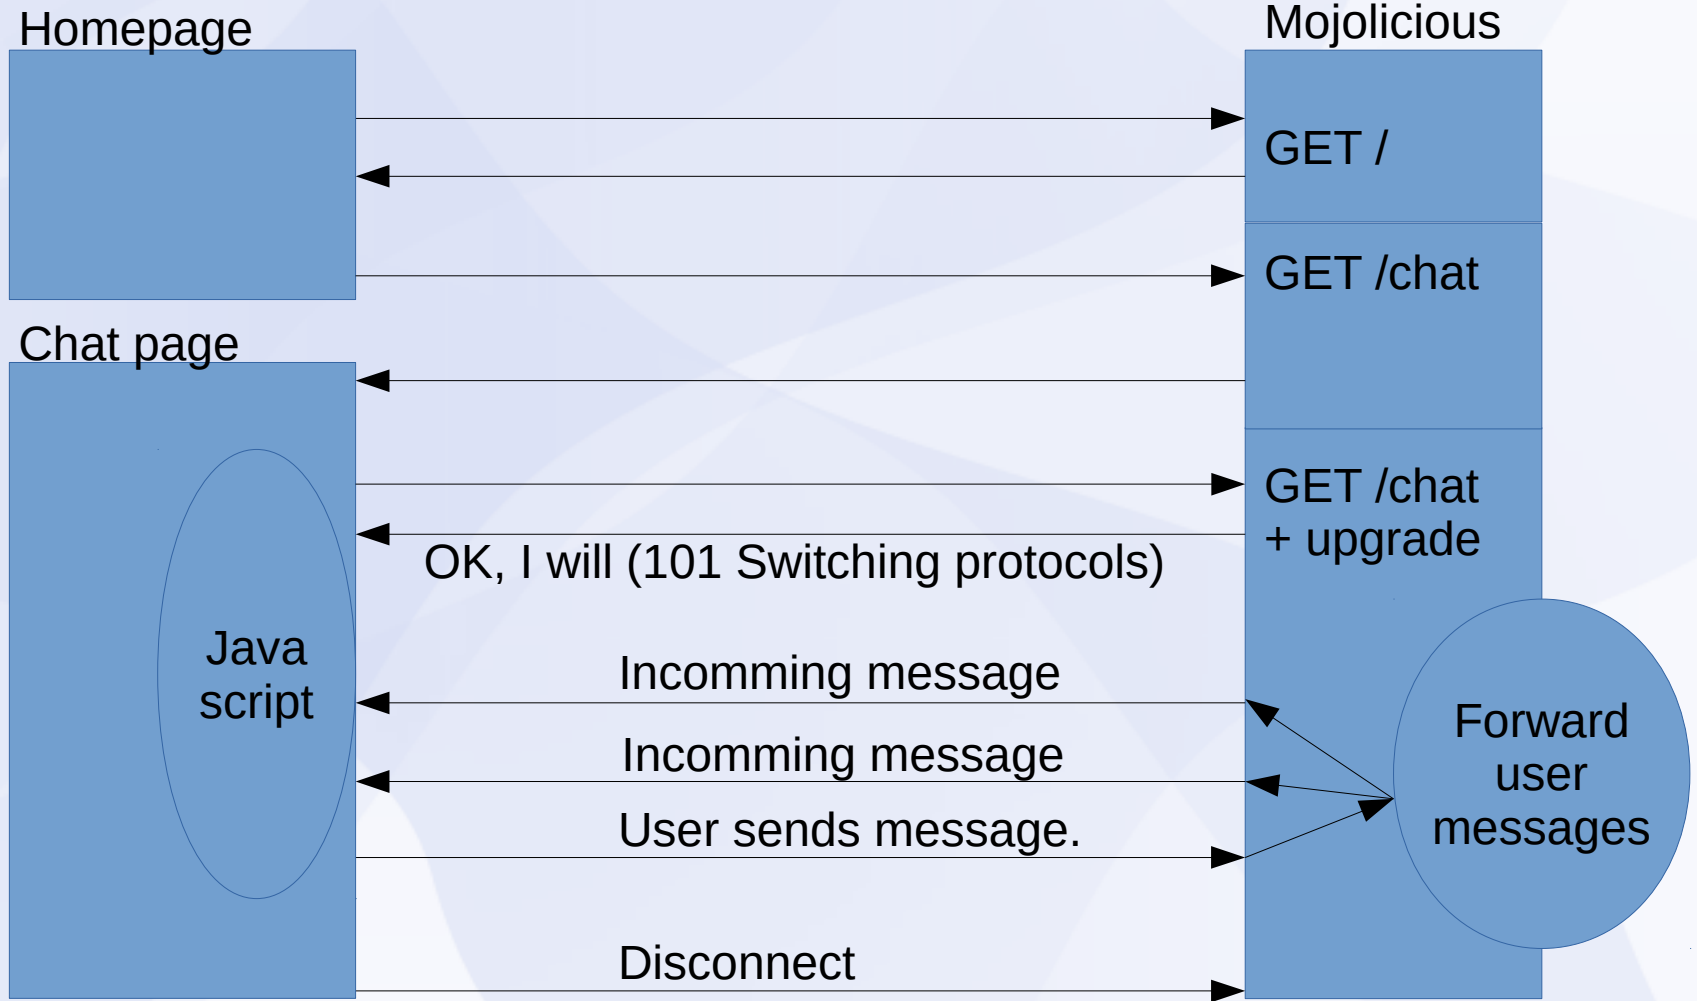 Homepage
Mojolicious
GET /
GET /chat
Chat page
GET /chat
+ upgrade
OK, I will (101 Switching protocols)
Java
script
Incomming message
Incomming message
User sends message.
Forward
user
messages
Disconnect